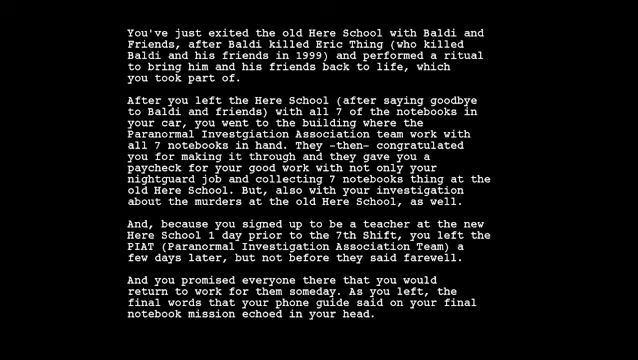 You've just exited the old Here School with Baldi and
Friends, after Baldi killed Eric Thing (who killed
Baldi and his friends in 1999) and performed a ritual
to bring him and his friends back to life, which
you took part of.
After you left the Here School (after saying goodbye
to Baldi and friends) with all 7 of the notebooks in
your car, you went to the building where the
Paranormal Investgiation Association team work with
all 7 notebooks in hand. They -then- congratulated
you for making it through and they gave you a
paycheck for your good work with not only your
nightguard job and collecting 7 notebooks thing at the
old Here School. But, also with your investigation
about the murders at the old Here School, as well.
And, because you signed up to be a teacher at the new
Here School 1 day prior to the 7th Shift, you left the
PIAT (Paranormal Investigation Association Team) a
few days later, but not before they said farewell.
And you promised everyone there that you would
return to work for them someday. As you left, the
final words that your phone guide said on your final
notebook mission echoed in your head.